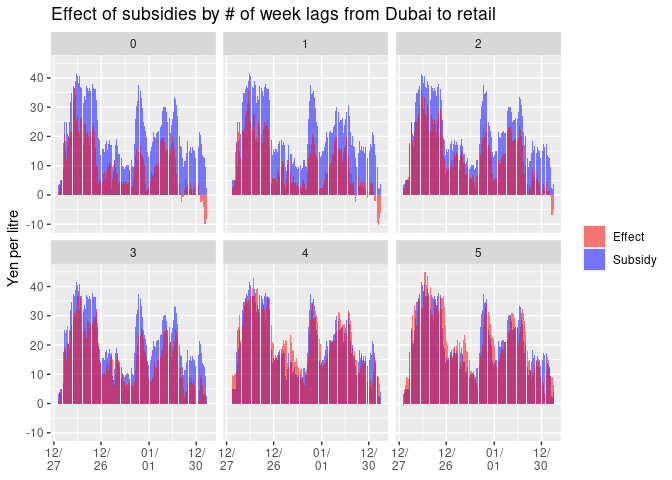 Effect of subsidies by # of week lags from Dubai to retail
0 1 2
40
30
20
10
0
-10
Yen per litre
Effect
Subsidy
3 4 5
40
30
20
10
0
-10
12/ 12/ 01/ 12/ 12/ 12/ 01/ 12/ 12/ 12/ 01/ 12/
27 26 01 30 27 26 01 30 27 26 01 30